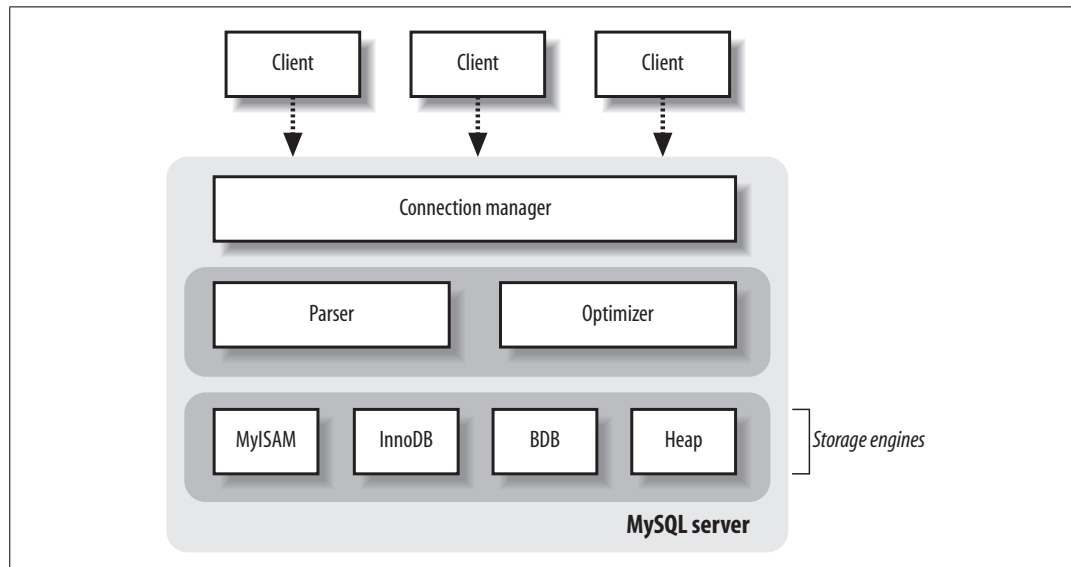 Client
Client
Client
Connection manager
Parser
Optimizer
MyISAM
InnoDB
BDB
Heap
Storage engines
MySQL server